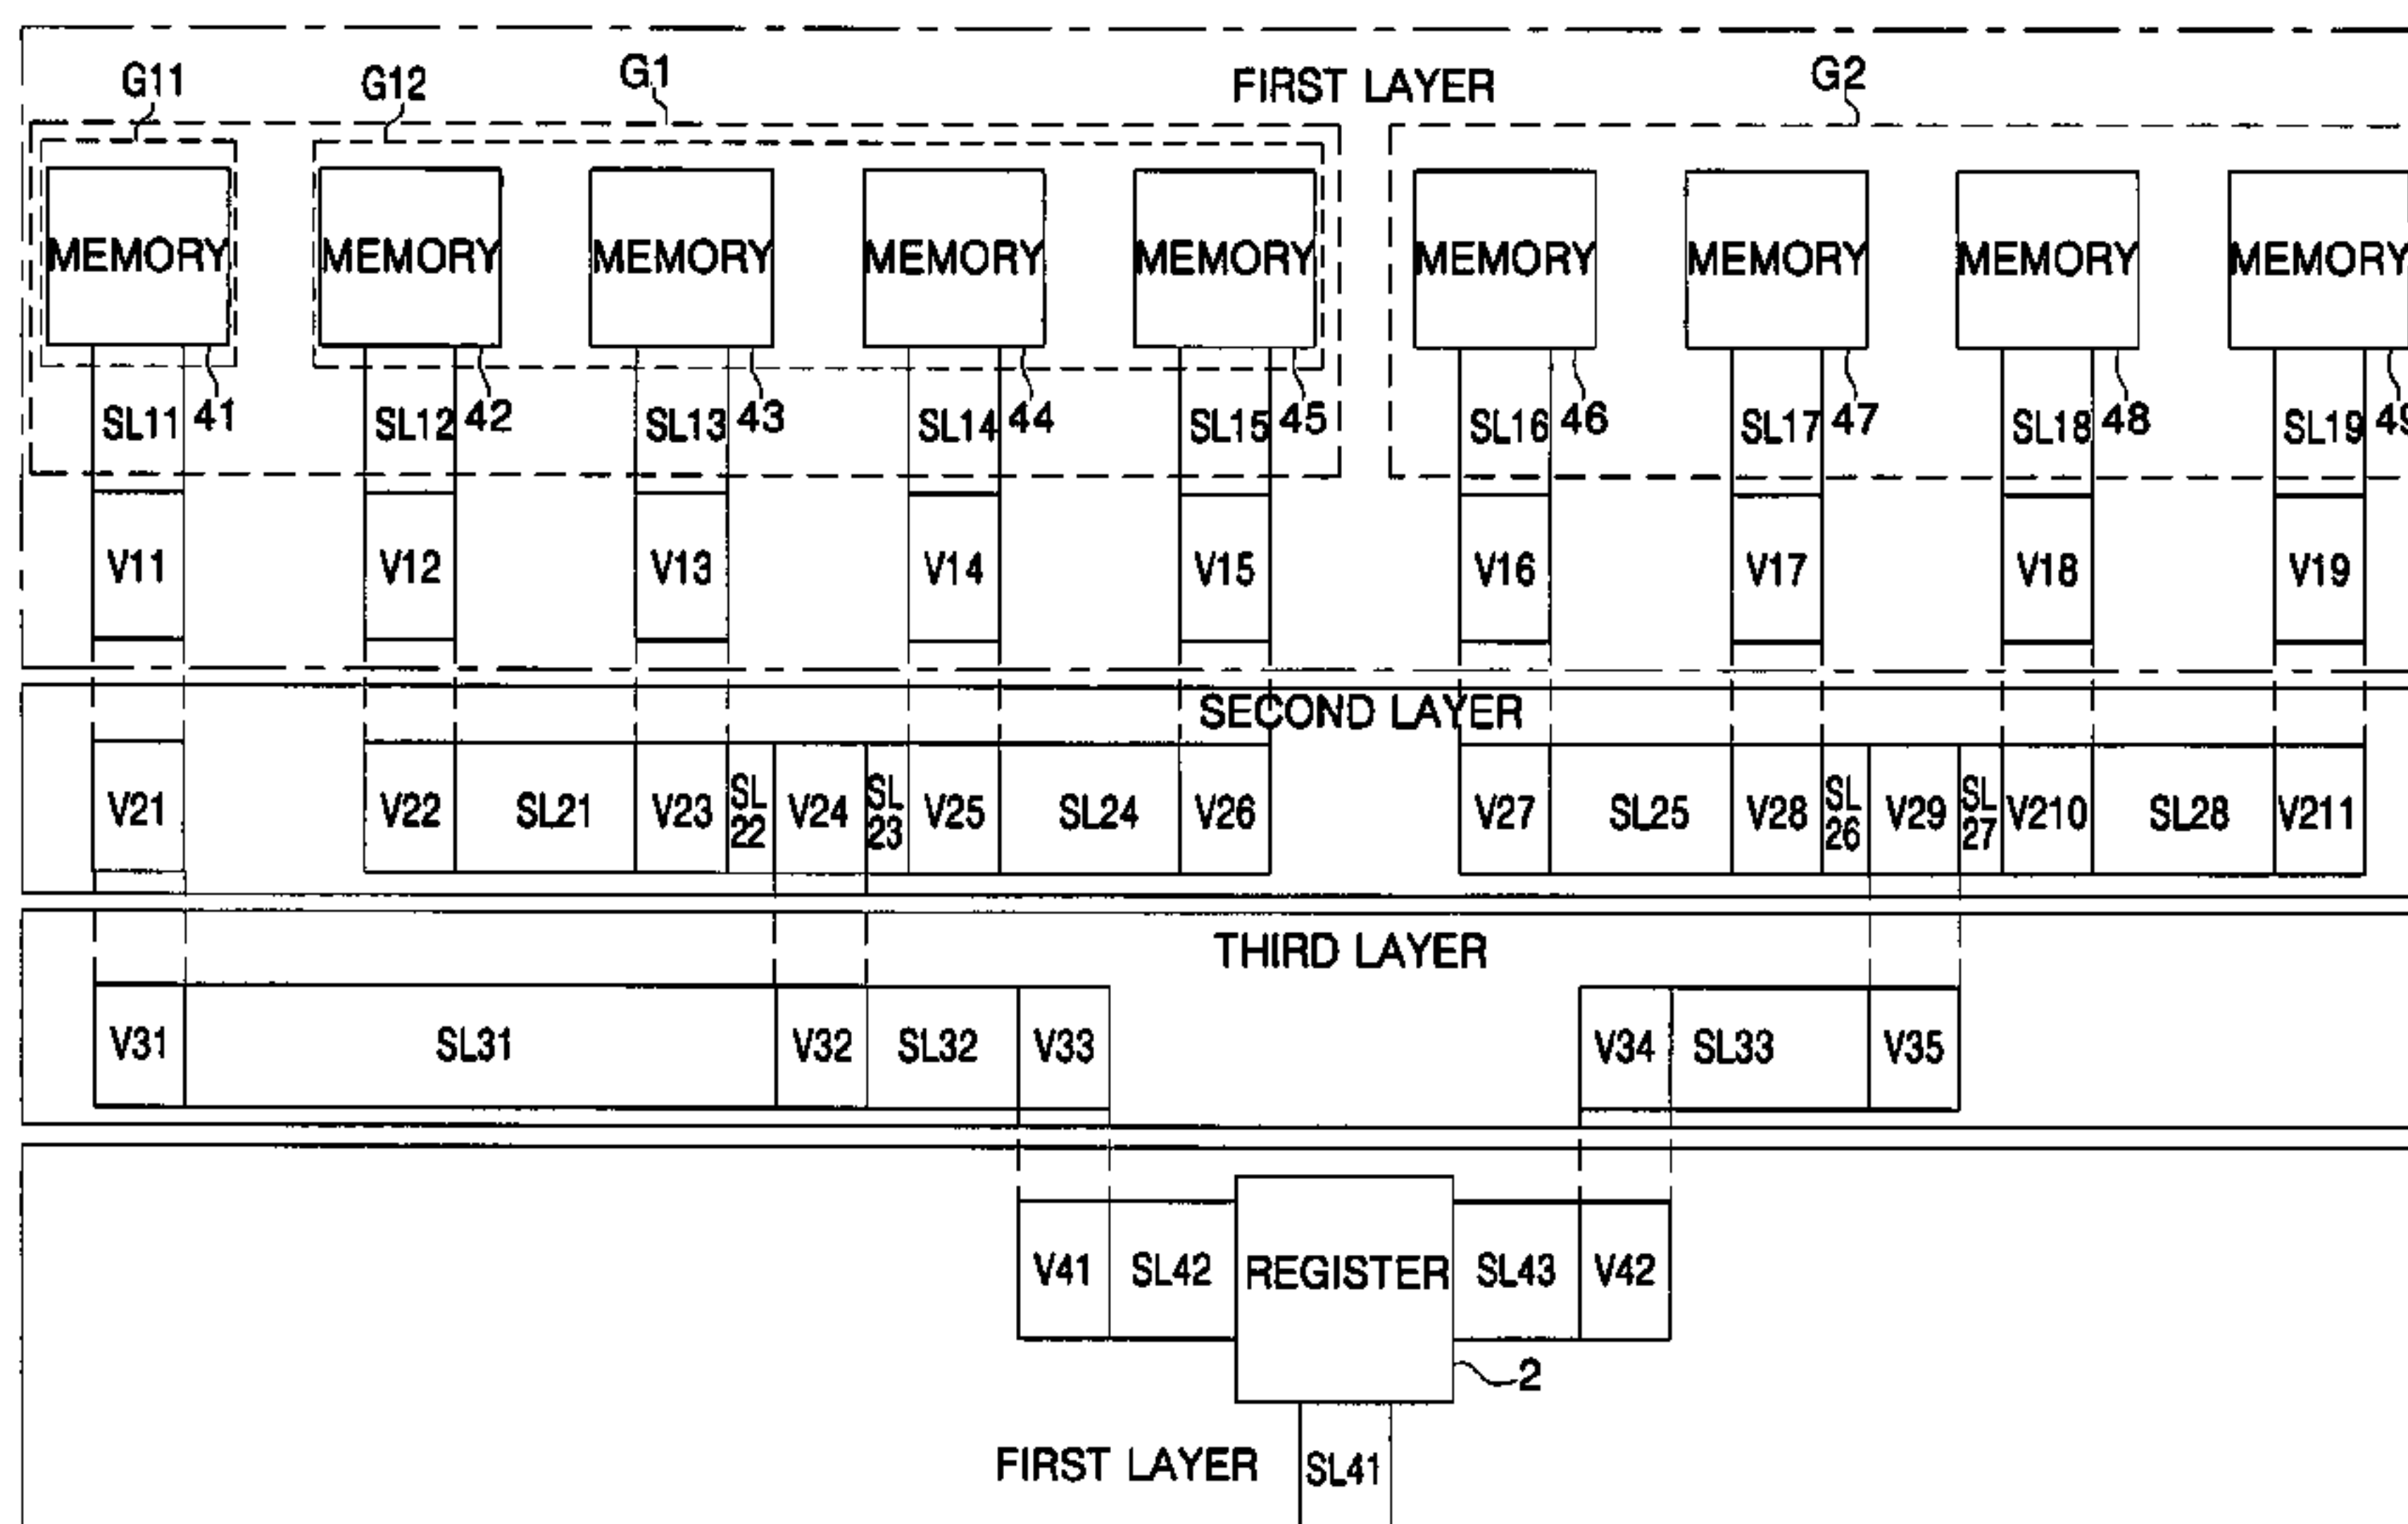 G11
G12
G1
FIRST LAYER
G2
MEMORY MEMORY MEMORY MEMORY MEMORY MEMORY MEMORY MEMORY MEMORY
SL11 41 SL12 42 SL13 43 SL14 44 SL15 45 SL16 46 SL17 47 SL18 48 SL19 49
V11 V12 V13 V14 V15 V16 V17 V18 V19
SECOND LAYER
V21 V22 SL21 V23 SL 22 V24 SL 23 V25 SL24 V26 V27 SL25 V28 SL 26 V29 SL 27 V210 SL28 V211
THIRD LAYER
V31 SL31 V32 SL32 V33 V34 SL33 V35
V41 SL42 REGISTER SL43 V42
2
FIRST LAYER SL41